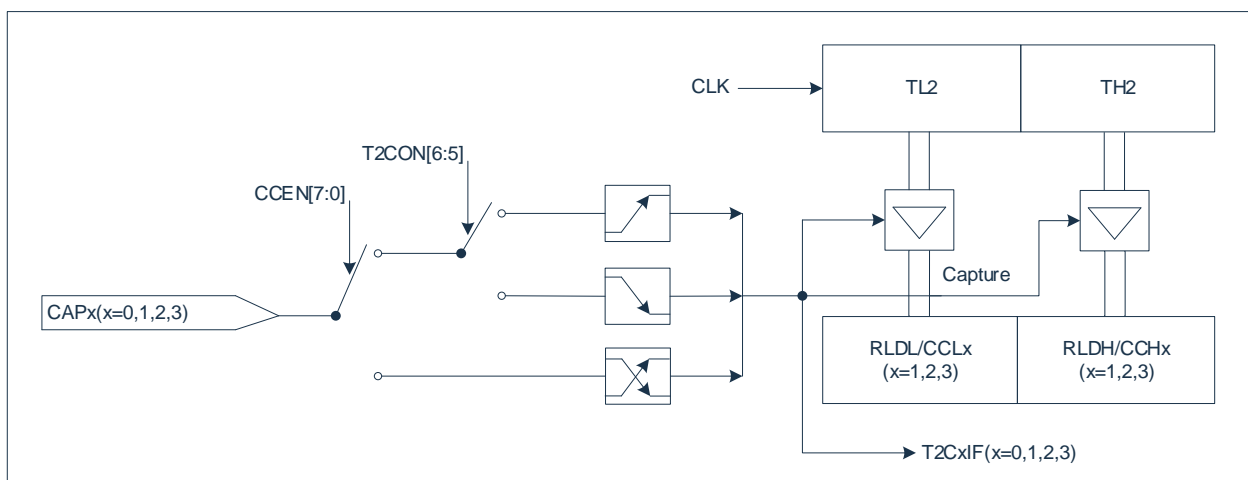 CLK
TL2
TH2
T2CON[6:5]
CCEN[7:0]
Capture
CAPx(x=0,1,2,3)
RLDL/CCLx
(x=1,2,3)
RLDH/CCHx
(x=1,2,3)
T2CxIF(x=0,1,2,3)